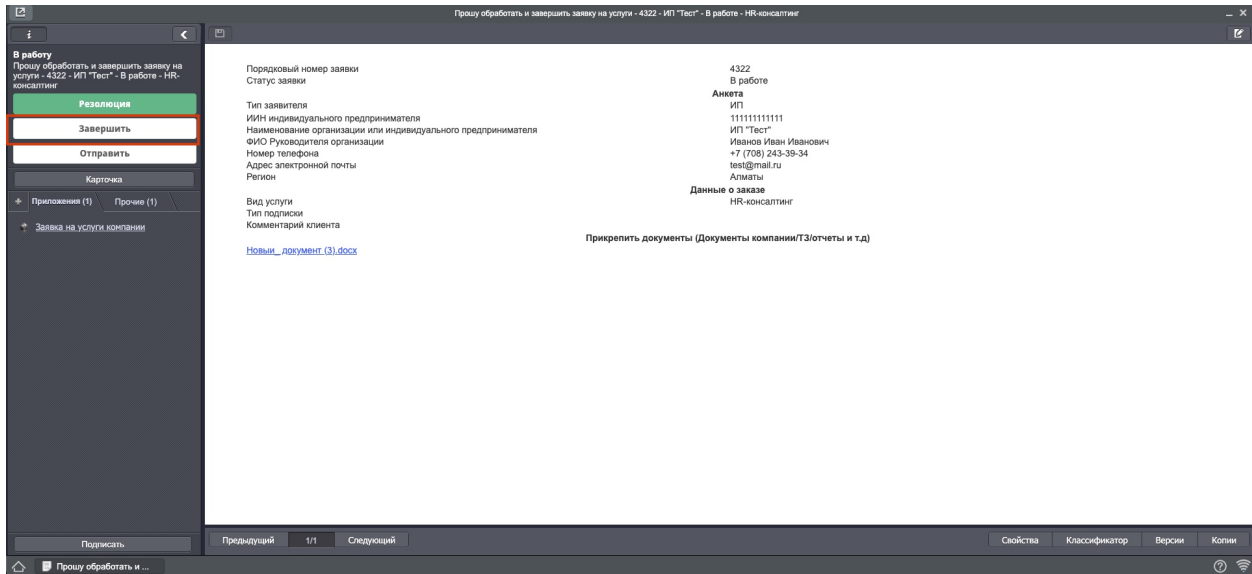 Прошу обработать и завершить заявку на услуги - 4322 - ИП "Тест" - В работе - HR-консалтинг
i
В работу
Прошу обработать и завершить заявку на
услуги - 4322 - ИП "Тест" - В работе - HR-
консалтинг
Резолюция
Завершить
Отправить
Карточка
Приложения (1) Прочие (1)
Заявка на услуги компании
Подписать
Порядковый номер заявки 4322
Статус заявки В работе
Анкета
Тип заявителя ИП
ИИН индивидуального предпринимателя 111111111111
Наименование организации или индивидуального предпринимателя ИП "Тест"
ФИО Руководителя организации Иванов Иван Иванович
Номер телефона +7 (708) 243-39-34
Адрес электронной почты test@mail.ru
Регион Алматы
Данные о заказе
Вид услуги HR-консалтинг
Тип подписки
Комментарий клиента
Прикрепить документы (Документы компании/ТЗ/отчеты и т.д)
Новыи_ документ (3).docx
Предыдущий 1/1 Следующий Свойства Классификатор Версии Копии
Прошу обработать и ...